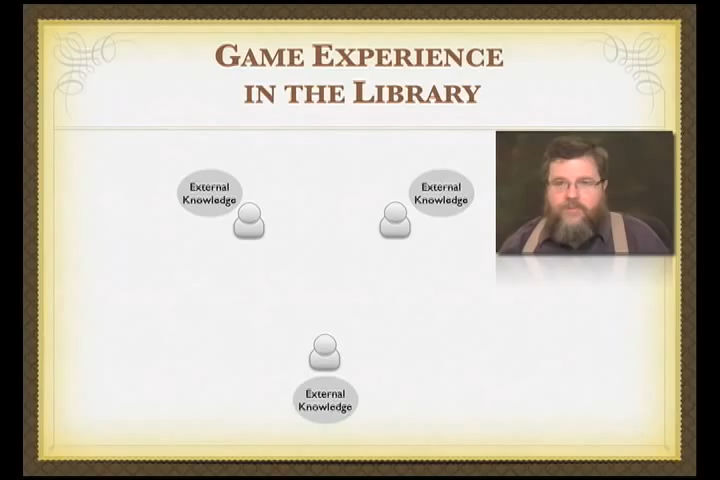 GAME EXPERIENCE
IN THE LIBRARY
External
Knowledge
External
Knowledge
External
Knowledge